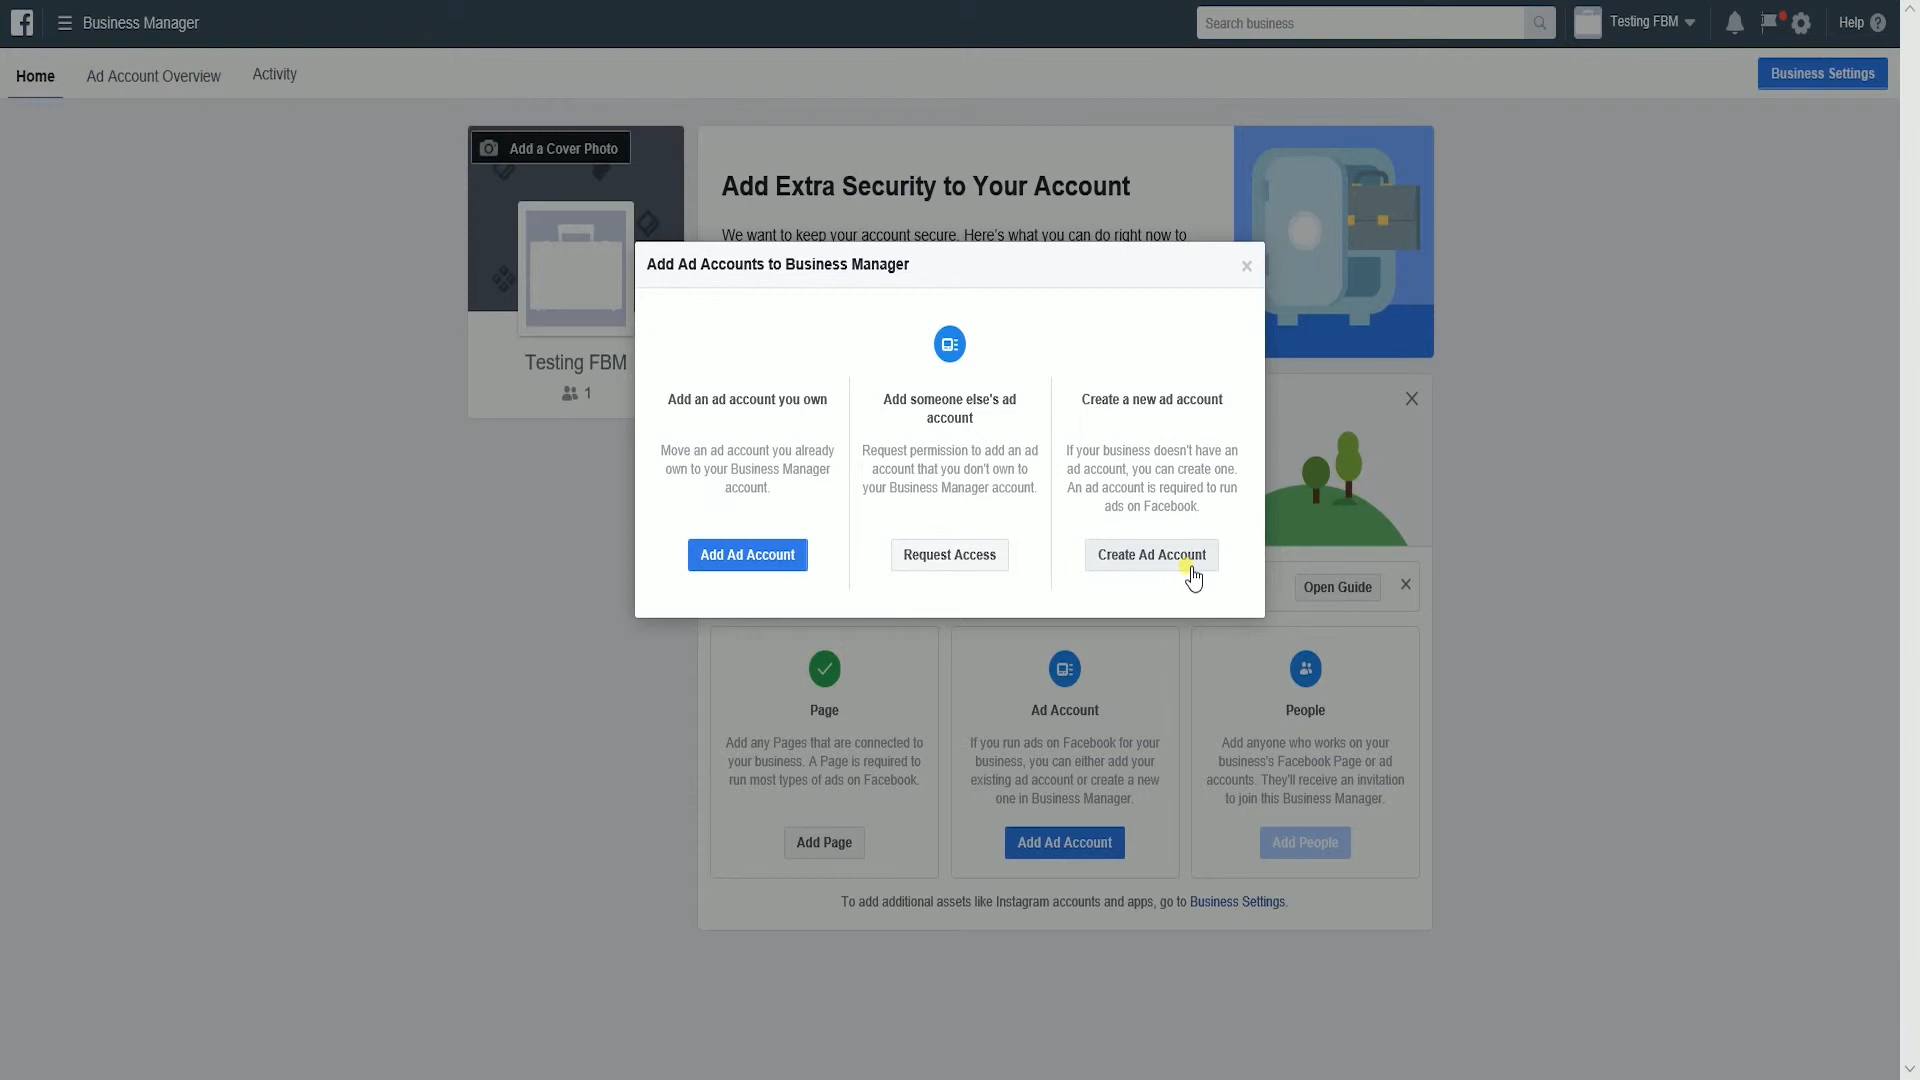 Business Manager
Search business
Testing FBM
Help
Home
Ad Account Overview
Activity
Business Settings
Add a Cover Photo
Testing FBM
1
Add Extra Security to Your Account
We want to keep your account secure. Here's what you can do right now to
Add Ad Accounts to Business Manager
Add an ad account you own
Move an ad account you already
own to your Business Manager
account.
Add Ad Account
Add someone else's ad
account
Request permission to add an ad
account that you don't own to
your Business Manager account.
Request Access
Create a new ad account
If your business doesn't have an
ad account, you can create one.
An ad account is required to run
ads on Facebook.
Create Ad Account
Open Guide
Page
Add any Pages that are connected to
your business. A Page is required to
run most types of ads on Facebook.
Add Page
Ad Account
If you run ads on Facebook for your
business, you can either add your
existing ad account or create a new
one in Business Manager.
Add Ad Account
People
Add anyone who works on your
business's Facebook Page or ad
accounts. They'll receive an invitation
to join this Business Manager.
Add People
To add additional assets like Instagram accounts and apps, go to Business Settings.